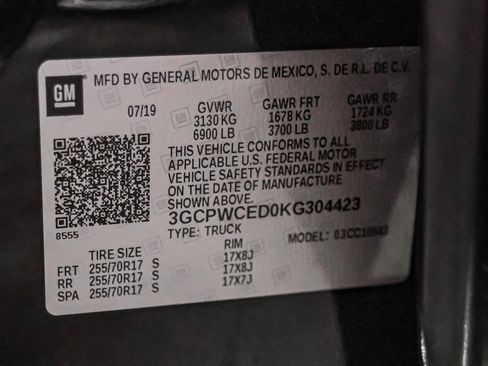 GM
MFD BY GENERAL MOTORS DE MEXICO, S. DE R.L. DE C.V.
07/19 GVWR GAWR FRT GAWR RR
3130 KG 1678 KG 1724 KG
6900 LB 3700 LB 3800 LB
THIS VEHICLE CONFORMS TO ALL
APPLICABLE U.S. FEDERAL MOTOR
VEHICLE SAFETY STANDARDS IN EFFECT
ON THE DATE OF MANUFACTURE
SHOWN ABOVE.
8555
3GCPWCED0KG304423
TYPE: TRUCK MODEL:
TIRE SIZE RIM
FRT 255/70R17 S 17X8J
RR 255/70R17 S 17X8J
SPA 255/70R17 S 17X7J